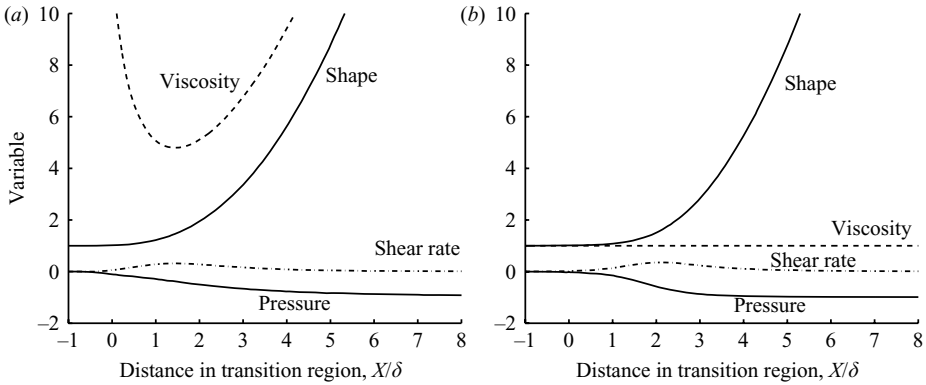 (a)
10
8
6
4
2
0
−2
Variable
Viscosity
Shape
Shear rate
Pressure
−1 0 1 2 3 4 5 6 7 8
Distance in transition region, X/δ
(b)
10
8
6
4
2
0
−2
Shape
Viscosity
Shear rate
Pressure
−1 0 1 2 3 4 5 6 7 8
Distance in transition region, X/δ